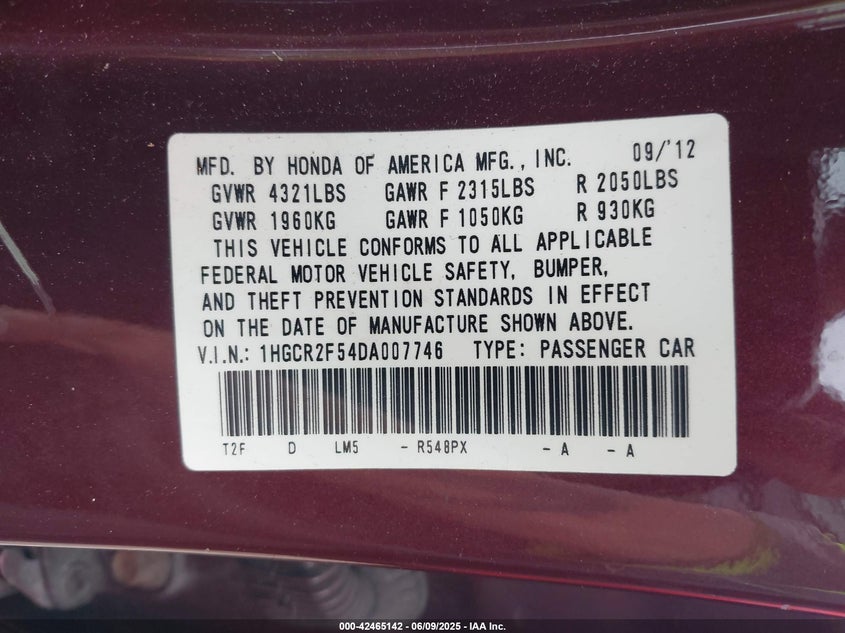 MFD. BY HONDA OF AMERICA MFG., INC. 09/'12
GVWR 4321LBS GAWR F 2315LBS R 2050LBS
GVWR 1960KG GAWR F 1050KG R 930KG
THIS VEHICLE CONFORMS TO ALL APPLICABLE
FEDERAL MOTOR VEHICLE SAFETY, BUMPER,
AND THEFT PREVENTION STANDARDS IN EFFECT
ON THE DATE OF MANUFACTURE SHOWN ABOVE.
V.I.N.: 1HGCR2F54DA007746 TYPE: PASSENGER CAR
T2F D LM5 - R548PX - A - A
000-42465142 | 06/09/2025 - IAA Inc.